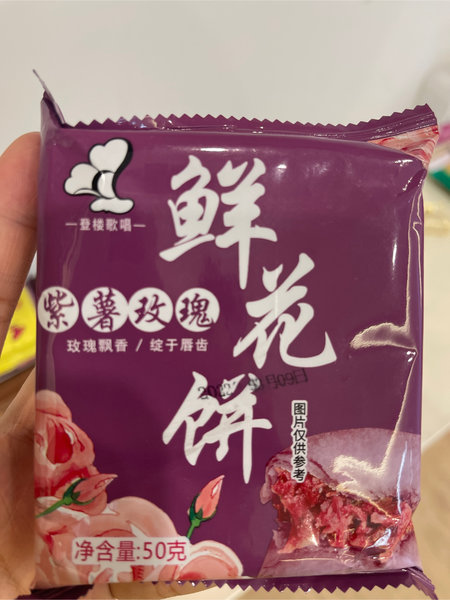 登楼歌唱
鲜花饼
紫薯玫瑰
玫瑰飘香 / 绽于唇齿
图片仅供参考
净含量:50克